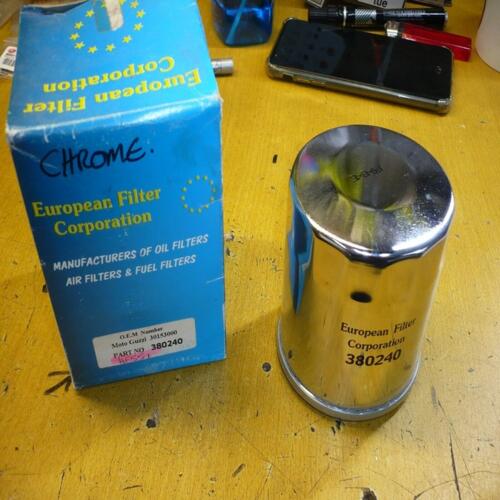 European Filter
Corporation
CHROME.
European Filter
Corporation
MANUFACTURERS OF OIL FILTERS
AIR FILTERS & FUEL FILTERS
O.E.M Number
Moto Guzzi 30153000
PART NO 380240
European Filter
Corporation
380240